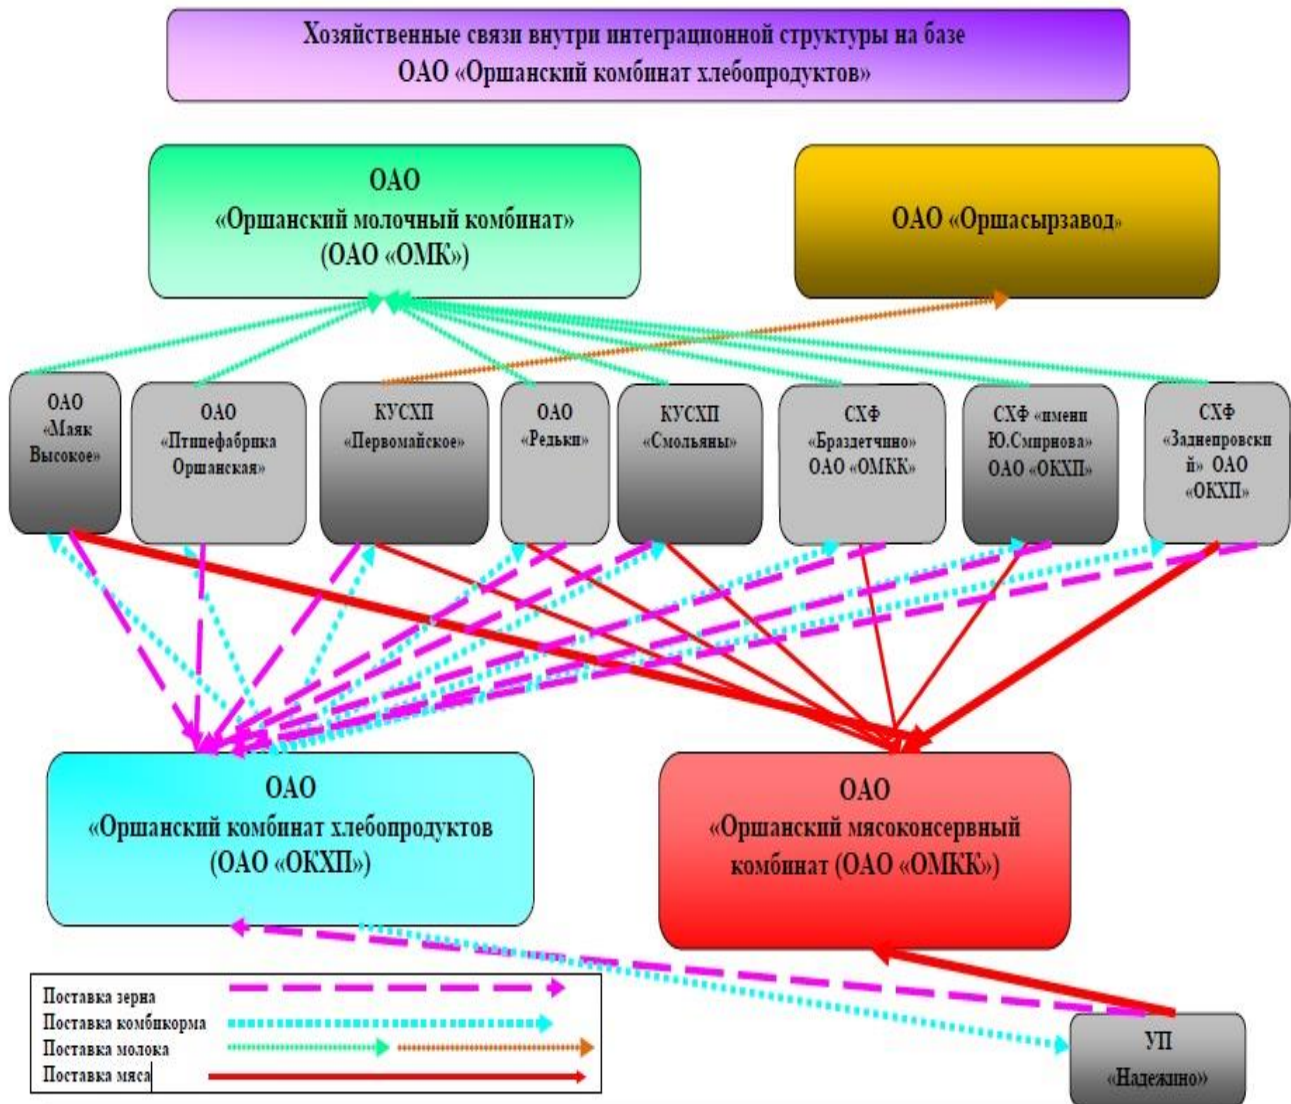 Хозяйственные связи внутри интеграционной структуры на базе
ОАО «Оршанский комбинат хлебопродуктов»
ОАО
«Оршанский молочный комбинат»
(ОАО «ОМК»)
ОАО «Оршасырзавод»
ОАО
«Маяк
Высокое»
ОАО
«Птицефабрика
Оршанская»
КУСХП
«Первомайское»
ОАО
«Редьки»
КУСХП
«Смольяны»
СХФ
«Браздетчино»
ОАО «ОМКК»
СХФ «имени
Ю.Смирнова»
ОАО «ОКХП»
СХФ
«Заднепровски
й» ОАО
«ОКХП»
ОАО
«Оршанский комбинат хлебопродуктов
(ОАО «ОКХП»)
ОАО
«Оршанский мясоконсервный
комбинат (ОАО «ОМКК»)
Поставка зерна
Поставка комбикорма
Поставка молока
Поставка мяса
УП
«Надежино»